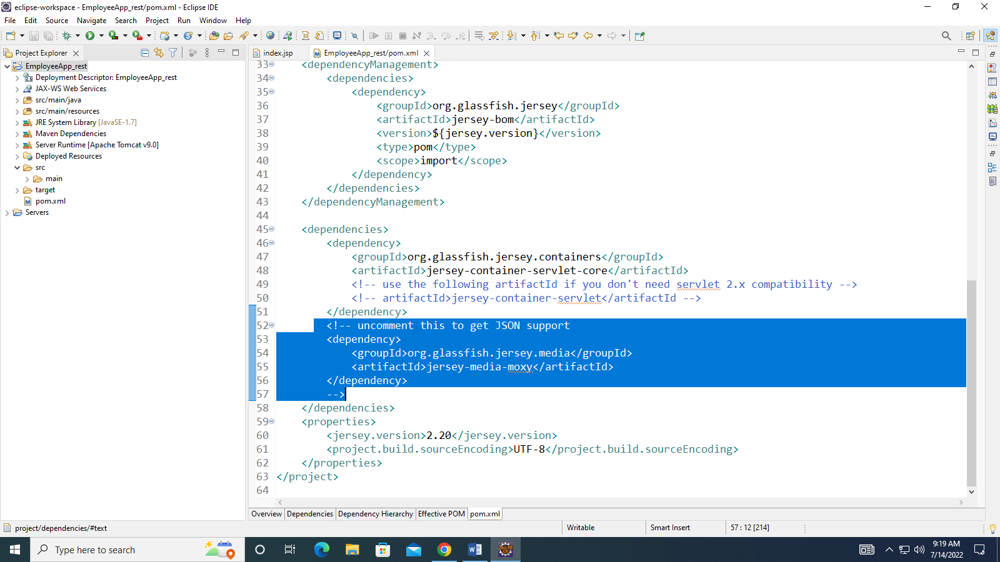 eclipse-workspace - EmployeeApp_rest/pom.xml - Eclipse IDE
File Edit Source Navigate Search Project Run Window Help
Project Explorer
EmployeeApp_rest
Deployment Descriptor: EmployeeApp_rest
JAX-WS Web Services
src/main/java
src/main/resources
JRE System Library [JavaSE-1.7]
Maven Dependencies
Server Runtime [Apache Tomcat v9.0]
Deployed Resources
src
main
target
pom.xml
Servers
index.jsp EmployeeApp_rest/pom.xml
33 <dependencyManagement>
34 <dependencies>
35 <dependency>
36 <groupId>org.glassfish.jersey</groupId>
37 <artifactId>jersey-bom</artifactId>
38 <version>${jersey.version}</version>
39 <type>pom</type>
40 <scope>import</scope>
41 </dependency>
42 </dependencies>
43 </dependencyManagement>
44
45 <dependencies>
46 <dependency>
47 <groupId>org.glassfish.jersey.containers</groupId>
48 <artifactId>jersey-container-servlet-core</artifactId>
49 <!-- use the following artifactId if you don't need servlet 2.x compatibility -->
50 <!-- artifactId>jersey-container-servlet</artifactId -->
51 </dependency>
52 <!-- uncomment this to get JSON support
53 <dependency>
54 <groupId>org.glassfish.jersey.media</groupId>
55 <artifactId>jersey-media-moxy</artifactId>
56 </dependency>
57 -->
58 </dependencies>
59 <properties>
60 <jersey.version>2.20</jersey.version>
61 <project.build.sourceEncoding>UTF-8</project.build.sourceEncoding>
62 </properties>
63 </project>
64
Overview Dependencies Dependency Hierarchy Effective POM pom.xml
project/dependencies/#text Writable Smart Insert 57 : 12 [214]
Type here to search
9:19 AM
7/14/2022